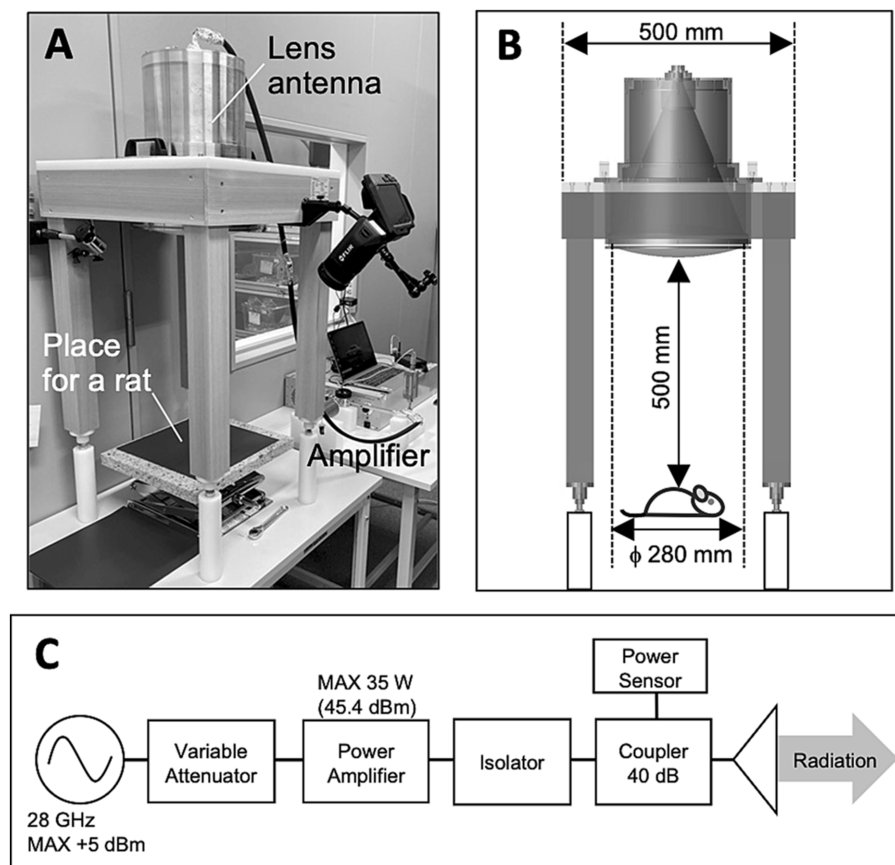 A
Lens
antenna
FLIR
Place
for a rat
Amplifier
B
500 mm
500 mm
ϕ 280 mm
C
MAX 35 W
(45.4 dBm)
Power
Sensor
Variable
Attenuator
Power
Amplifier
Isolator
Coupler
40 dB
Radiation
28 GHz
MAX +5 dBm